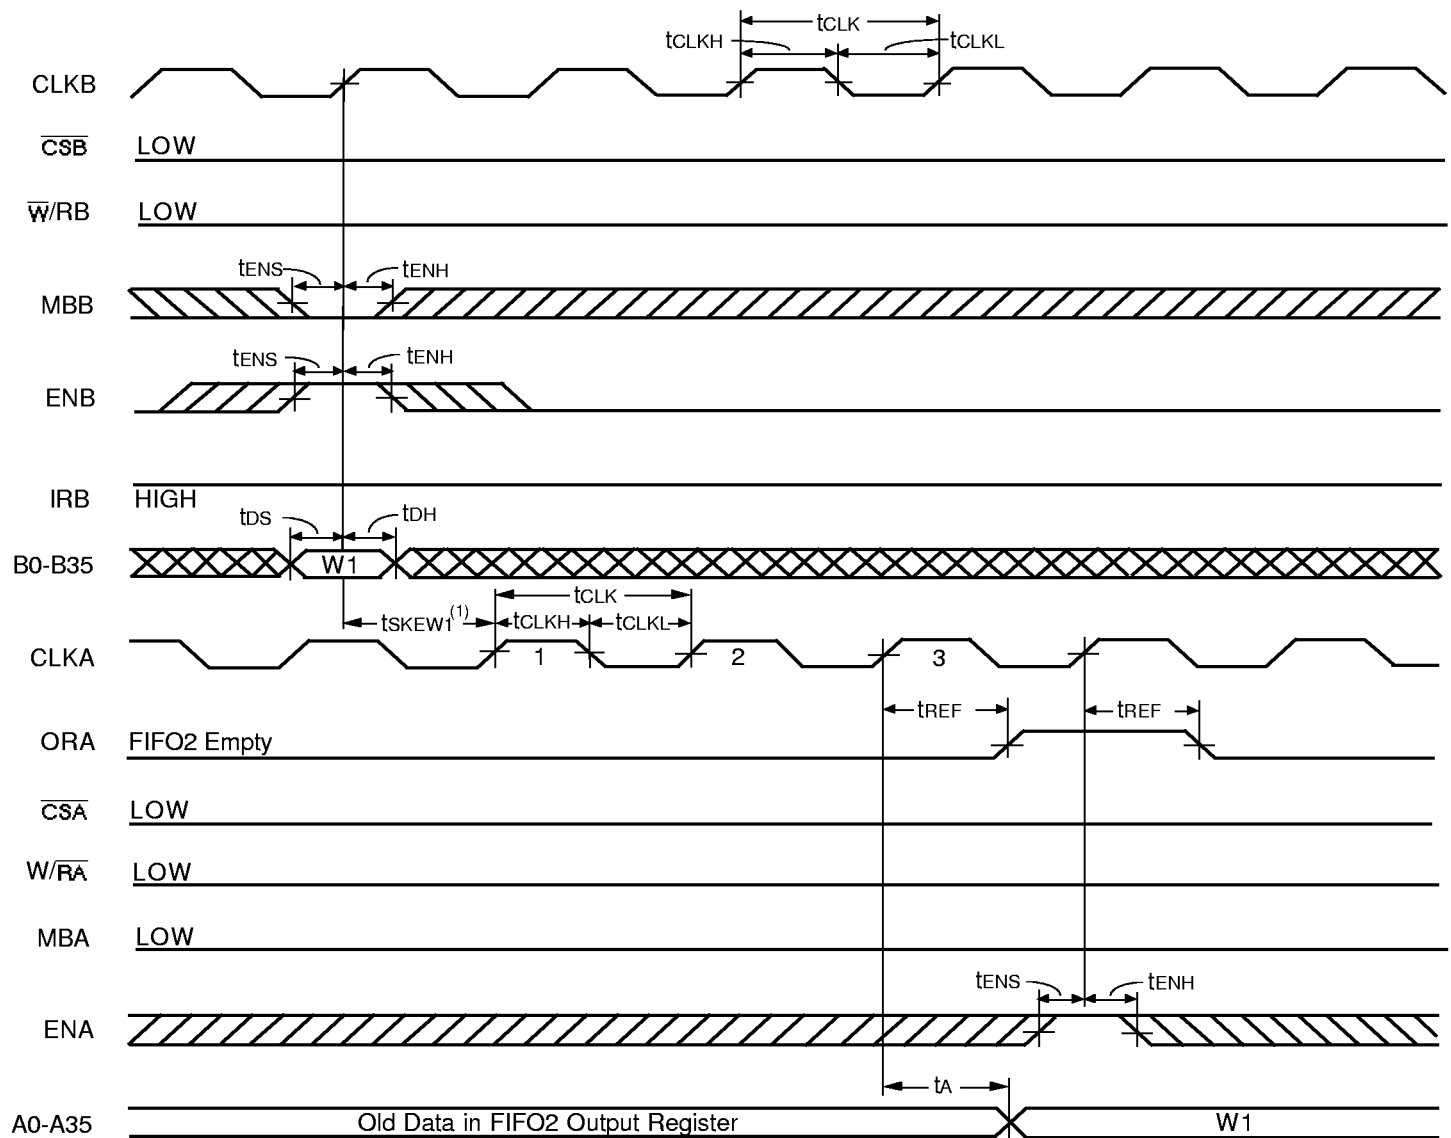 tCLK
tCLKH tCLKL
CLKB
CSB LOW
W/RB LOW
tENS tENH
MBB
tENS tENH
ENB
IRB HIGH
tDS tDH
B0-B35 W1
tCLK
tSKEW1(1) tCLKH tCLKL
CLKA 1 2 3
tREF tREF
ORA FIFO2 Empty
CSA LOW
W/RA LOW
MBA LOW
tENS tENH
ENA
tA
A0-A35 Old Data in FIFO2 Output Register W1